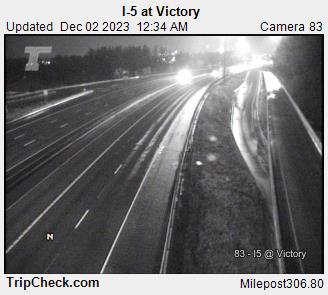 I-5 at Victory
Updated  Dec 02 2023  12:34 AM
Camera 83
T
N
83 - I5 @ Victory
TripCheck.com
Milepost306.80